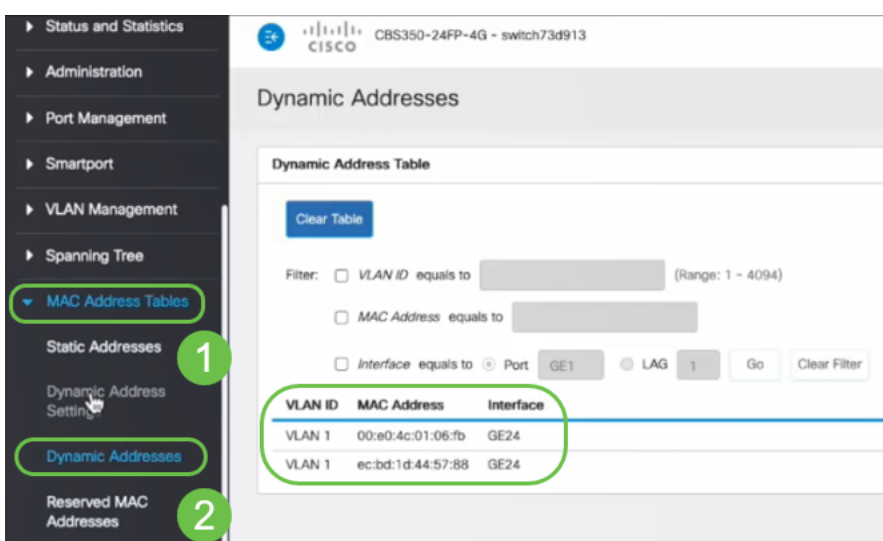 Status and Statistics
Administration
Port Management
Smartport
VLAN Management
Spanning Tree
MAC Address Tables
Static Addresses
1
Dynamic Address
Settings
Dynamic Addresses
Reserved MAC
Addresses
2
CISCO
CBS350-24FP-4G - switch73d913
Dynamic Addresses
Dynamic Address Table
Clear Table
Filter: VLAN ID equals to (Range: 1 - 4094)
MAC Address equals to
Interface equals to Port GE1 LAG 1 Go Clear Filter
VLAN ID MAC Address Interface
VLAN 1 00:e0:4c:01:06:fb GE24
VLAN 1 ec:bd:1d:44:57:88 GE24